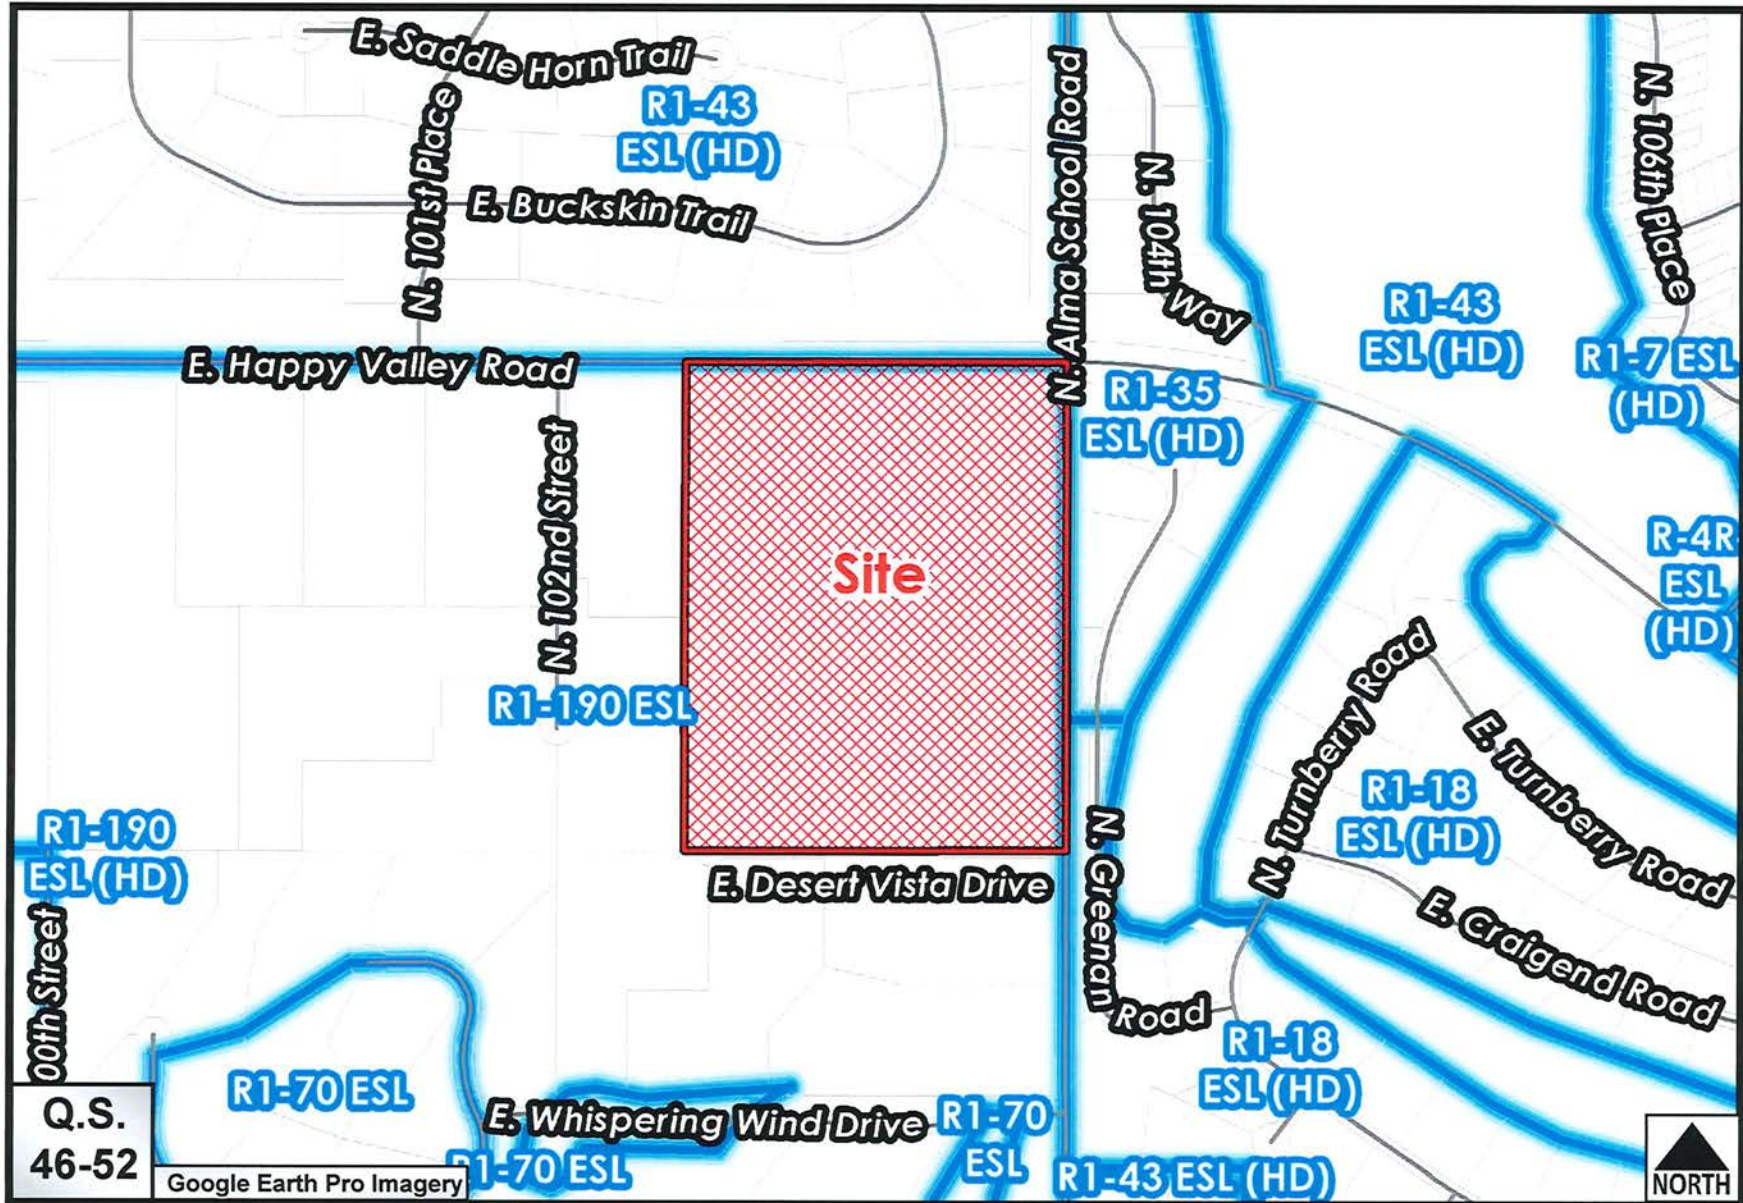 E. Saddle Horn Trail
R1-43
ESL (HD)
N. 101st Place
E. Buckskin Trail
N. Alma School Road
N. 104th Way
N. 106th Place
R1-43
ESL (HD)
R1-7 ESL
(HD)
E. Happy Valley Road
R1-35
ESL (HD)
N. 102nd Street
Site
R-4R
ESL
(HD)
R1-190 ESL
N. Turnberry Road
E. Turnberry Road
R1-18
ESL (HD)
R1-190
ESL (HD)
E. Desert Vista Drive
N. Greenan Road
E. Craigend Road
00th Street
R1-18
ESL (HD)
R1-70 ESL
E. Whispering Wind Drive
R1-70
ESL
R1-70 ESL
R1-43 ESL (HD)
Q.S.
46-52
Google Earth Pro Imagery
NORTH